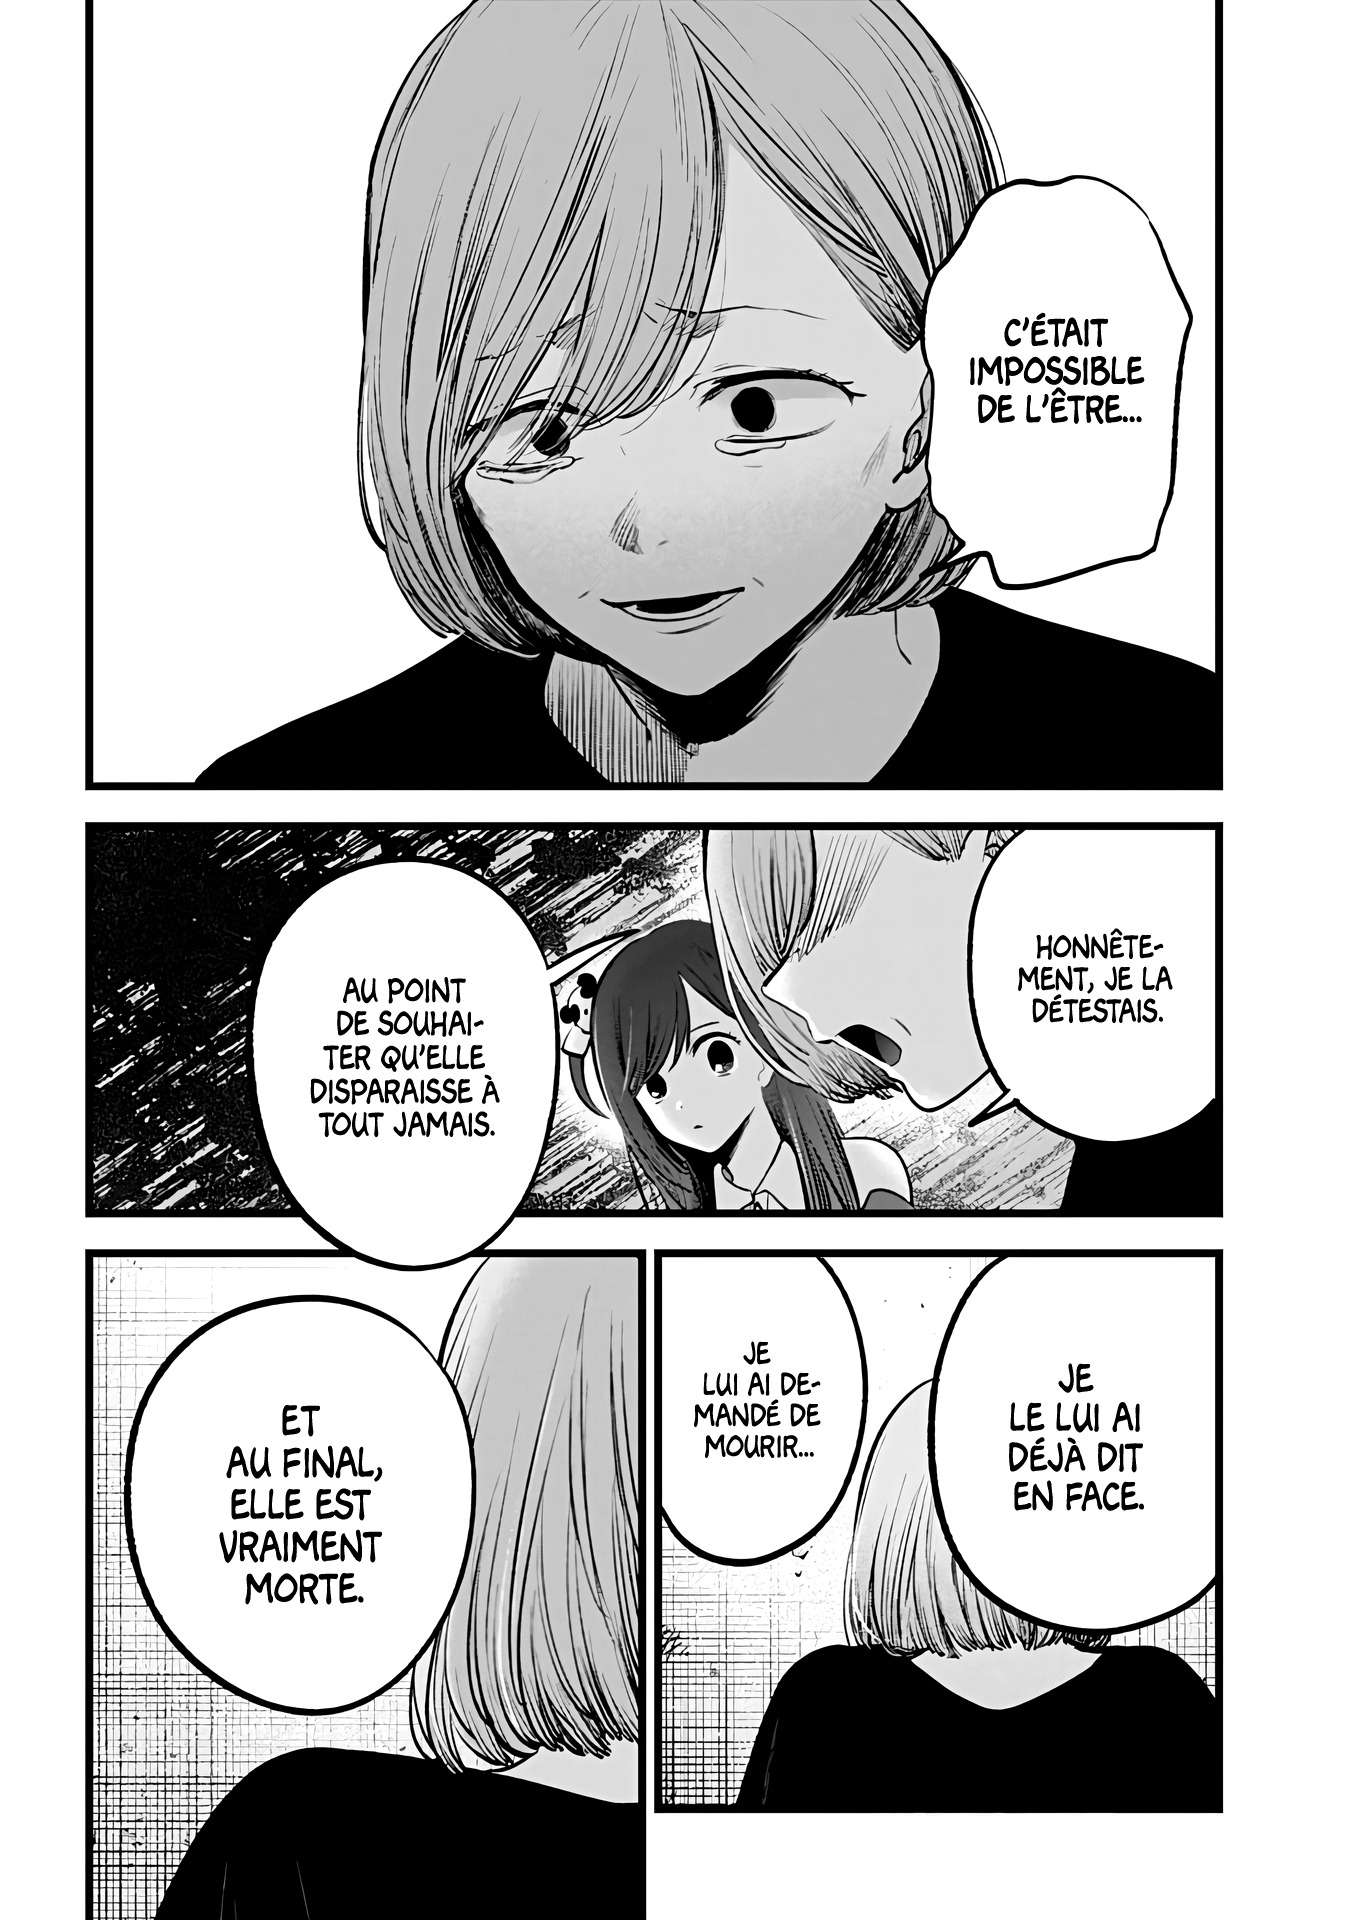 C'ÉTAIT
IMPOSSIBLE
DE L'ÊTRE...
HONNÊTE-
MENT, JE LA
DÉTESTAIS.
AU POINT
DE SOUHAI-
TER QU'ELLE
DISPARAISSE À
TOUT JAMAIS.
JE
LE LUI AI
DÉJÀ DIT
EN FACE.
JE
LUI AI DE-
MANDÉ DE
MOURIR...
ET
AU FINAL,
ELLE EST
VRAIMENT
MORTE.